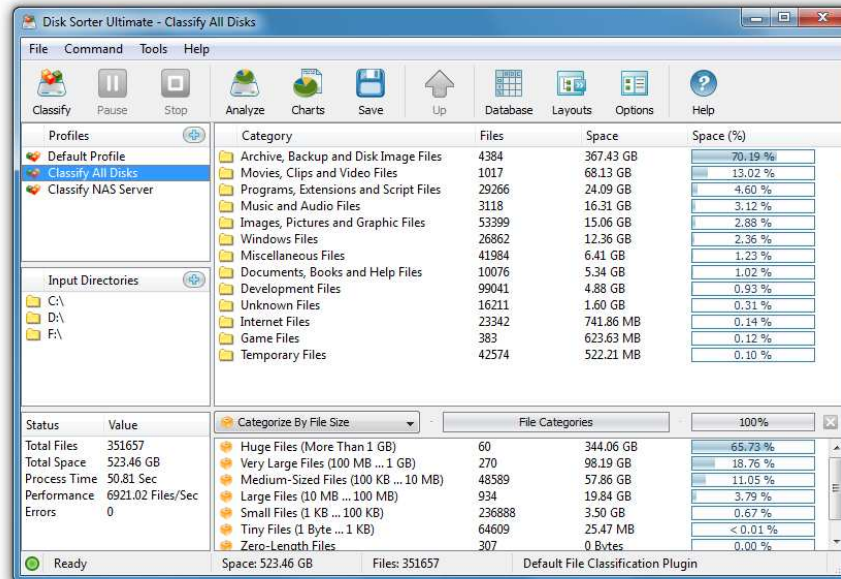 Disk Sorter Ultimate - Classify All Disks
File Command Tools Help
Classify Pause Stop Analyze Charts Save Up Database Layouts Options Help
Profiles
Default Profile
Classify All Disks
Classify NAS Server
Input Directories
C:\
D:\
F:\
Status Value
Total Files 351657
Total Space 523.46 GB
Process Time 50.81 Sec
Performance 6921.02 Files/Sec
Errors 0
Category Files Space Space (%)
Archive, Backup and Disk Image Files 4384 367.43 GB 70.19 %
Movies, Clips and Video Files 1017 68.13 GB 13.02 %
Programs, Extensions and Script Files 29266 24.09 GB 4.60 %
Music and Audio Files 3118 16.31 GB 3.12 %
Images, Pictures and Graphic Files 53399 15.06 GB 2.88 %
Windows Files 26862 12.36 GB 2.36 %
Miscellaneous Files 41984 6.41 GB 1.23 %
Documents, Books and Help Files 10076 5.34 GB 1.02 %
Development Files 99041 4.88 GB 0.93 %
Unknown Files 16211 1.60 GB 0.31 %
Internet Files 23342 741.86 MB 0.14 %
Game Files 383 623.63 MB 0.12 %
Temporary Files 42574 522.21 MB 0.10 %
Categorize By File Size File Categories 100%
Huge Files (More Than 1 GB) 60 344.06 GB 65.73 %
Very Large Files (100 MB ... 1 GB) 270 98.19 GB 18.76 %
Medium-Sized Files (100 KB ... 10 MB) 48589 57.86 GB 11.05 %
Large Files (10 MB ... 100 MB) 934 19.84 GB 3.79 %
Small Files (1 KB ... 100 KB) 236888 3.50 GB 0.67 %
Tiny Files (1 Byte ... 1 KB) 64609 25.47 MB < 0.01 %
Zero-Length Files 307 0 Bytes 0.00 %
Ready Space: 523.46 GB Files: 351657 Default File Classification Plugin